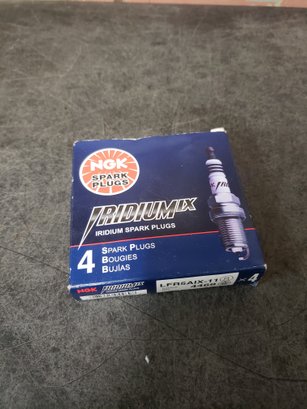 NGK
SPARK
PLUGS
IRIDIUM IX
IRIDIUM SPARK PLUGS
4
SPARK PLUGS
BOUGIES
BUJÍAS
NGK
LFR6AIX-11
4